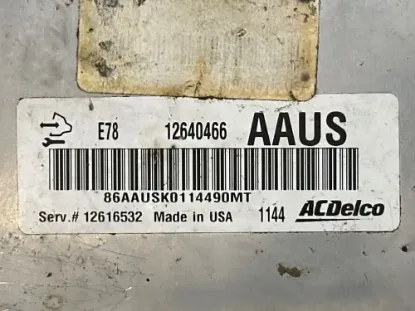 E78 12640466 AAUS
86AAUSK0114490MT
Serv.# 12616532 Made in USA 1144 ACDelco